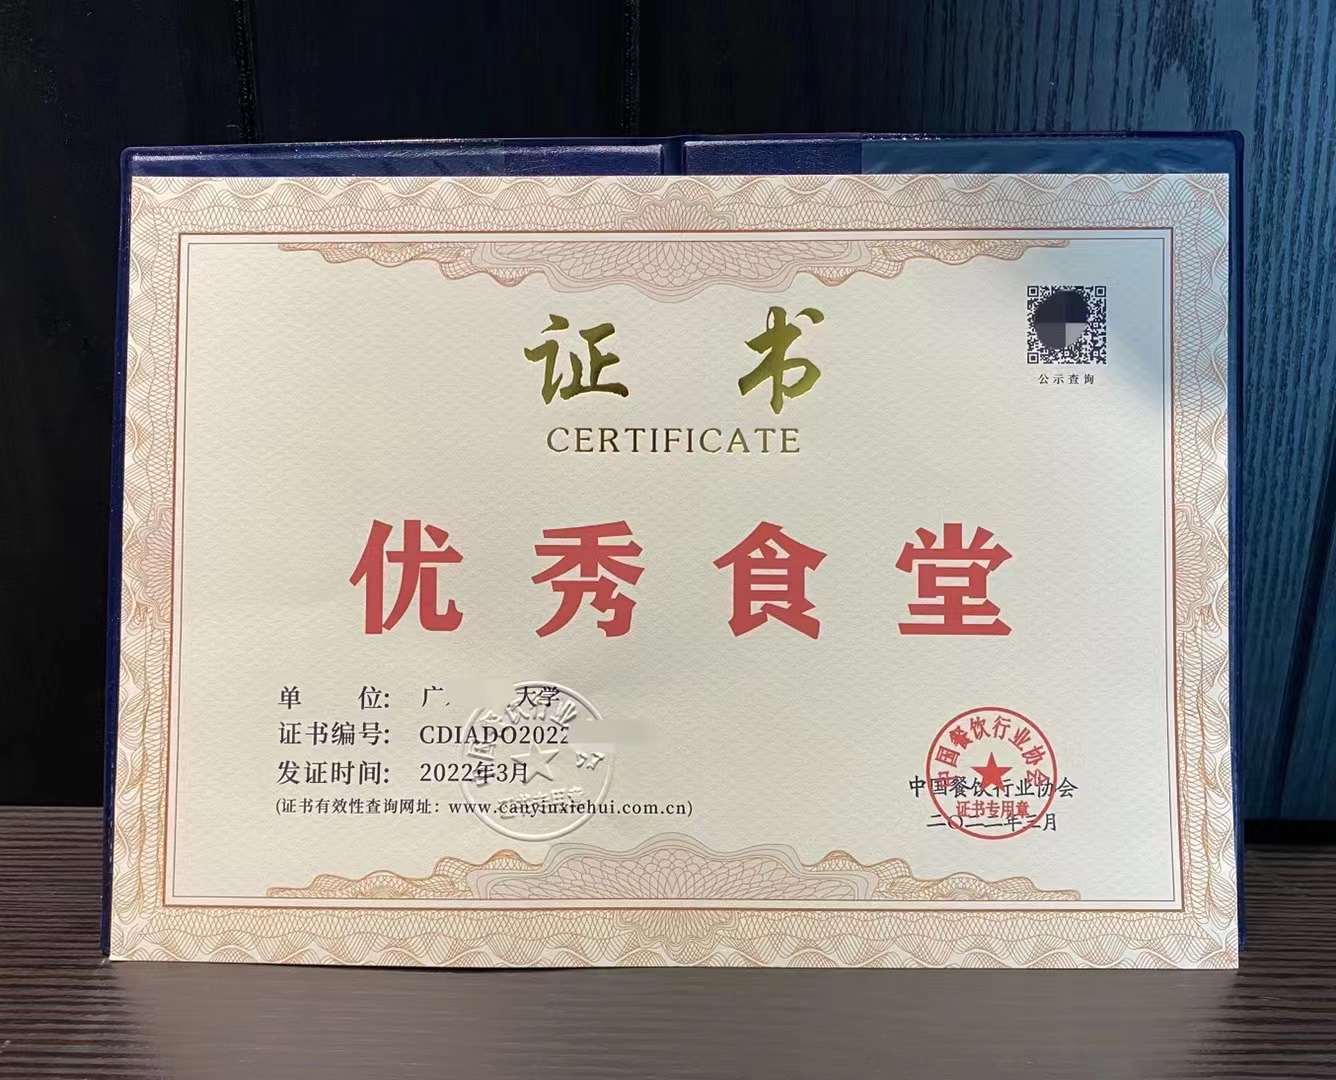 证书
CERTIFICATE
公示查询
优秀食堂
单位: 广 大学
证书编号: CDIADO2022
发证时间: 2022年3月
(证书有效性查询网址: www.canyinxiehui.com.cn)
中国餐饮行业协会
证书专用章
中国餐饮行业协会
二〇二二年三月